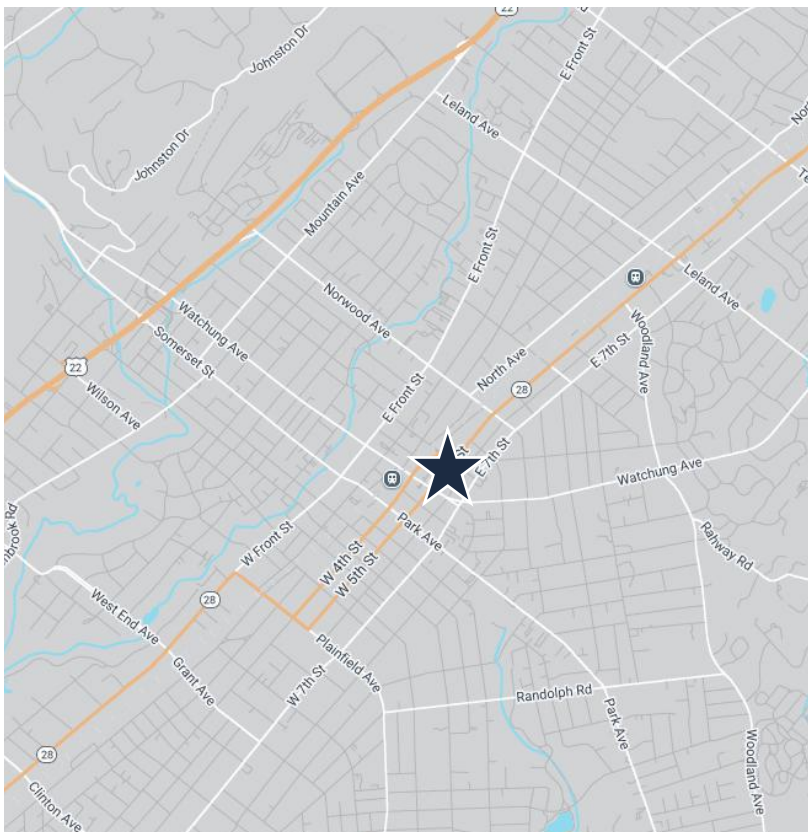 22
E Front St
Johnston Dr
Leland Ave
Johnston Dr
Mountain Ave
E Front St
Leland Ave
Norwood Ave
Watchung Ave
Somerset St
22
Wilson Ave
North Ave
E 7th St
Woodland Ave
28
E Front St
St
E 7th St
Watchung Ave
Park Ave
Rahway Rd
W Front St
W 4th St
W 5th St
28
West End Ave
Grant Ave
Plainfield Ave
W 7th St
Randolph Rd
Park Ave
Woodland Ave
28
Clinton Ave